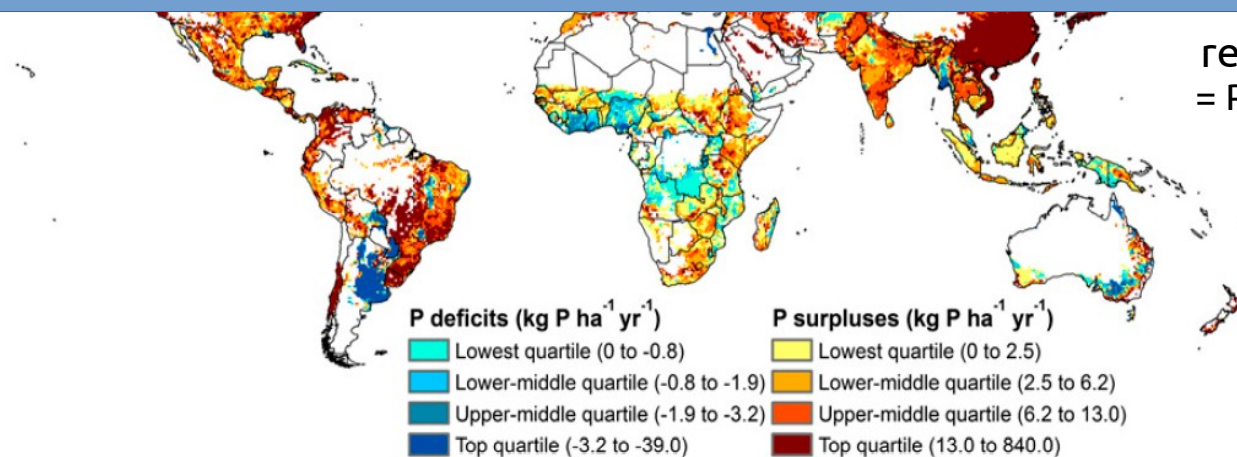 re
= P
P deficits (kg P ha⁻¹ yr⁻¹)
Lowest quartile (0 to -0.8)
Lower-middle quartile (-0.8 to -1.9)
Upper-middle quartile (-1.9 to -3.2)
Top quartile (-3.2 to -39.0)
P surpluses (kg P ha⁻¹ yr⁻¹)
Lowest quartile (0 to 2.5)
Lower-middle quartile (2.5 to 6.2)
Upper-middle quartile (6.2 to 13.0)
Top quartile (13.0 to 840.0)